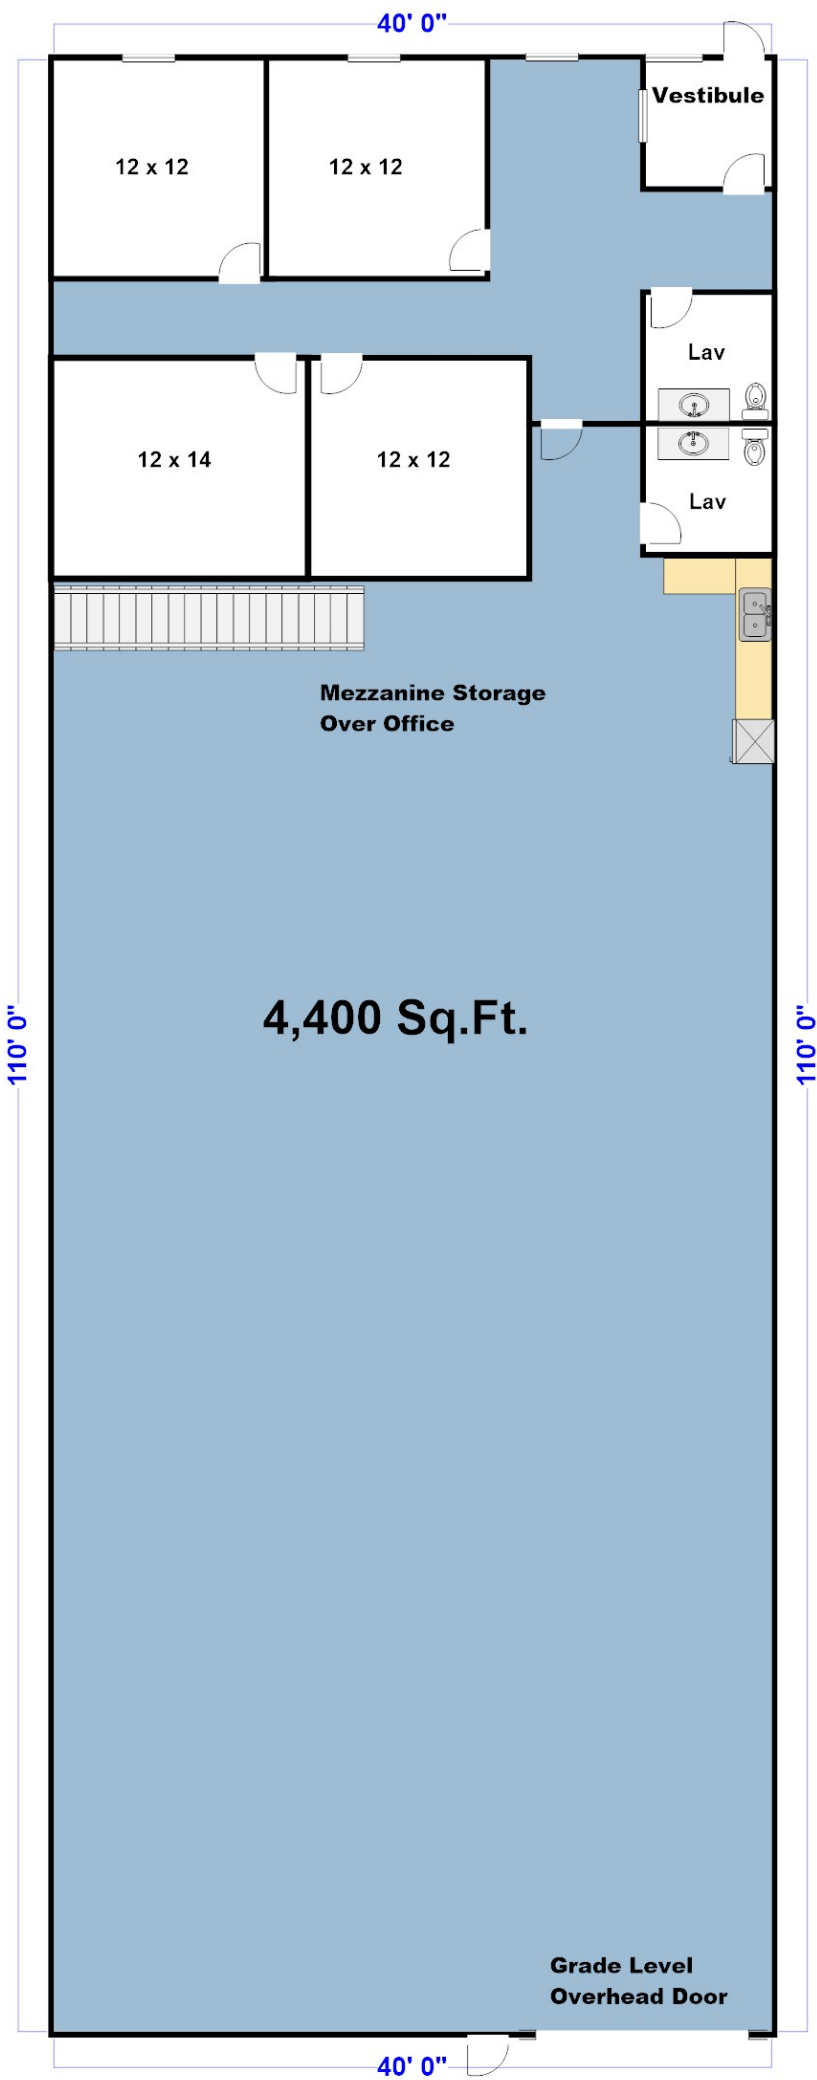 40' 0"
Vestibule
12 x 12
12 x 12
Lav
12 x 14
12 x 12
Lav
Mezzanine Storage
Over Office
4,400 Sq.Ft.
110' 0"
110' 0"
Grade Level
Overhead Door
40' 0"